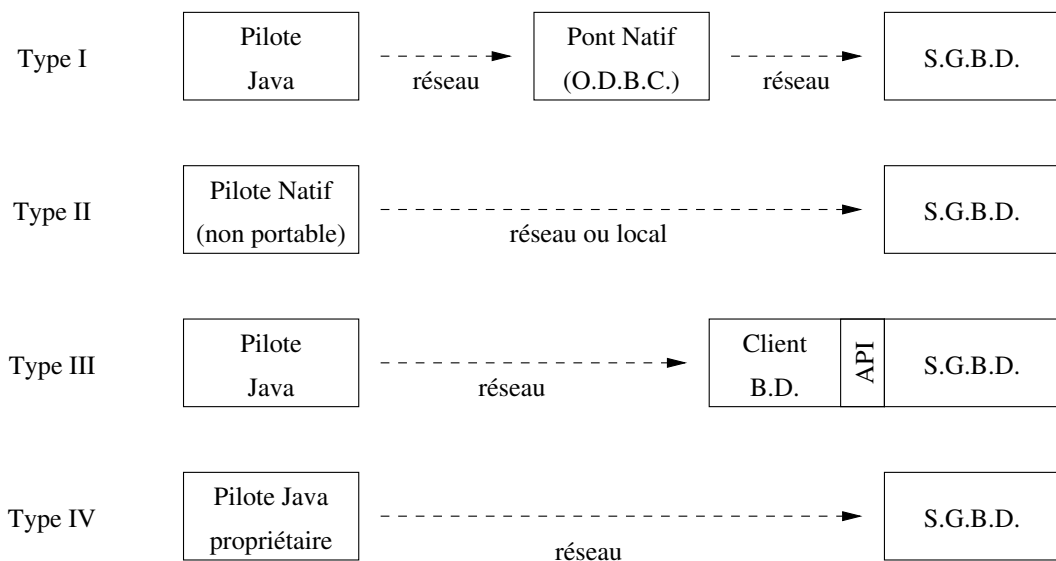 Type I
Pilote
Java
réseau
Pont Natif
(O.D.B.C.)
réseau
S.G.B.D.
Type II
Pilote Natif
(non portable)
réseau ou local
S.G.B.D.
Type III
Pilote
Java
réseau
Client
B.D.
API
S.G.B.D.
Type IV
Pilote Java
propriétaire
réseau
S.G.B.D.